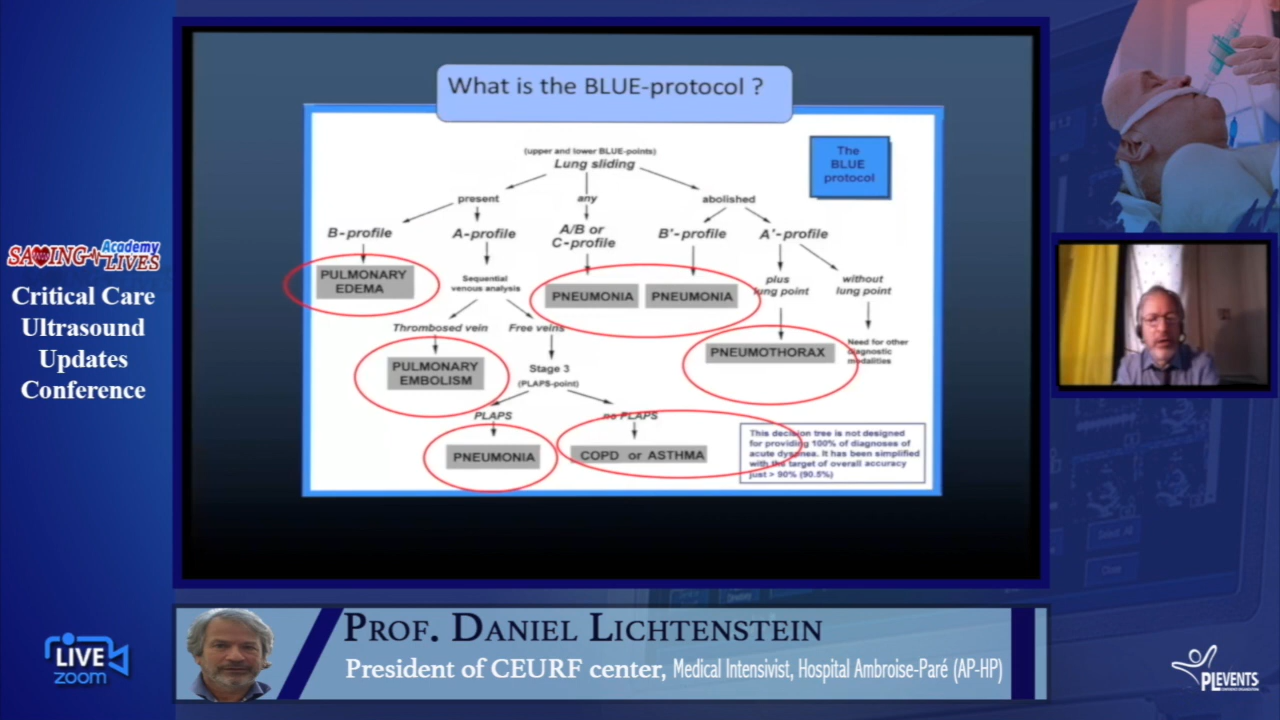 What is the BLUE-protocol ?
(upper and lower BLUE-points)
Lung sliding
The
BLUE
protocol
present
any
abolished
B-profile
A-profile
A/B or
C-profile
B'-profile
A'-profile
PULMONARY
EDEMA
Sequential
venous analysis
PNEUMONIA
PNEUMONIA
plus
lung point
without
lung point
Thrombosed vein
Free veins
PULMONARY
EMBOLISM
Stage 3
(PLAPS-point)
PNEUMOTHORAX
Need for other
diagnostic
modalities
PLAPS
no PLAPS
PNEUMONIA
COPD or ASTHMA
This decision tree is not designed
for providing 100% of diagnoses of
acute dyspnea. It has been simplified
with the target of overall accuracy
just > 90% (90.5%)
SAVING Academy
LIVES
Critical Care
Ultrasound
Updates
Conference
LIVE
zoom
PROF. DANIEL LICHTENSTEIN
President of CEURF center, Medical Intensivist, Hospital Ambroise-Paré (AP-HP)
PLEVENTS